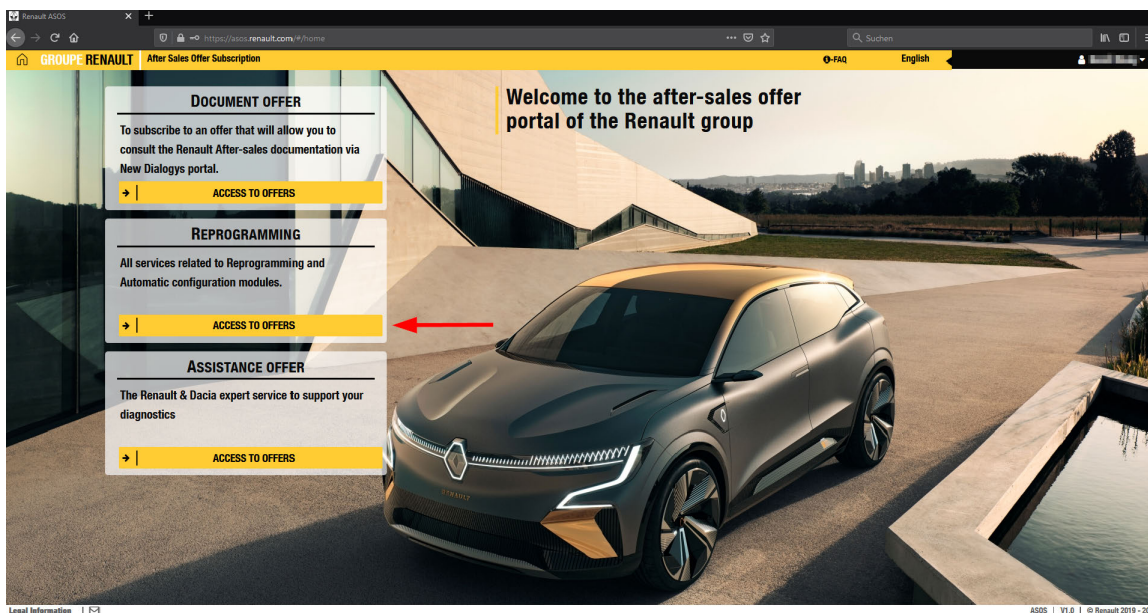 Renault ASOS
https://asos.renault.com/#/home
Suchen
GROUPE RENAULT
After Sales Offer Subscription
FAQ
English
DOCUMENT OFFER
To subscribe to an offer that will allow you to
consult the Renault After-sales documentation via
New Dialogys portal.
ACCESS TO OFFERS
REPROGRAMMING
All services related to Reprogramming and
Automatic configuration modules.
ACCESS TO OFFERS
ASSISTANCE OFFER
The Renault & Dacia expert service to support your
diagnostics
ACCESS TO OFFERS
Welcome to the after-sales offer
portal of the Renault group
RENAULT
Legal Information
ASOS | V1.0 | © Renault 2019 - 20